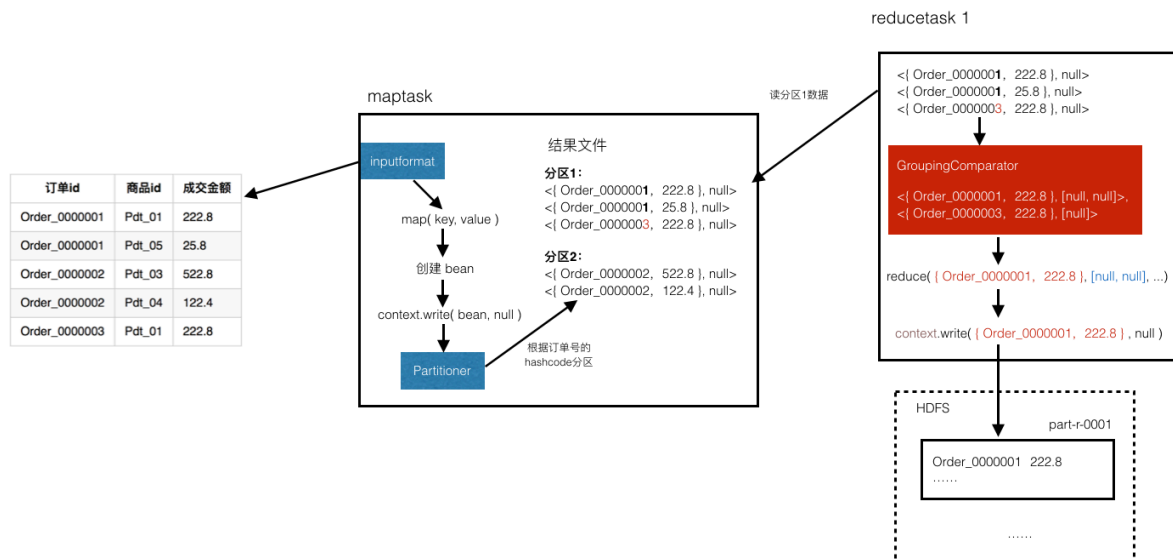 订单id 商品id 成交金额
Order_0000001 Pdt_01 222.8
Order_0000001 Pdt_05 25.8
Order_0000002 Pdt_03 522.8
Order_0000002 Pdt_04 122.4
Order_0000003 Pdt_01 222.8
maptask
inputformat
map( key, value )
创建 bean
context.write( bean, null )
Partitioner
结果文件
分区1：
<{ Order_0000001, 222.8 }, null>
<{ Order_0000001, 25.8 }, null>
<{ Order_0000003, 222.8 }, null>
分区2：
<{ Order_0000002, 522.8 }, null>
<{ Order_0000002, 122.4 }, null>
根据订单号的
hashcode分区
读分区1数据
reducetask 1
<{ Order_0000001, 222.8 }, null>
<{ Order_0000001, 25.8 }, null>
<{ Order_0000003, 222.8 }, null>
GroupingComparator
<{ Order_0000001, 222.8 }, [null, null]>,
<{ Order_0000003, 222.8 }, [null]>
reduce( { Order_0000001, 222.8 }, [null, null], ...)
context.write( { Order_0000001, 222.8 } , null )
HDFS
part-r-0001
Order_0000001 222.8
……
……